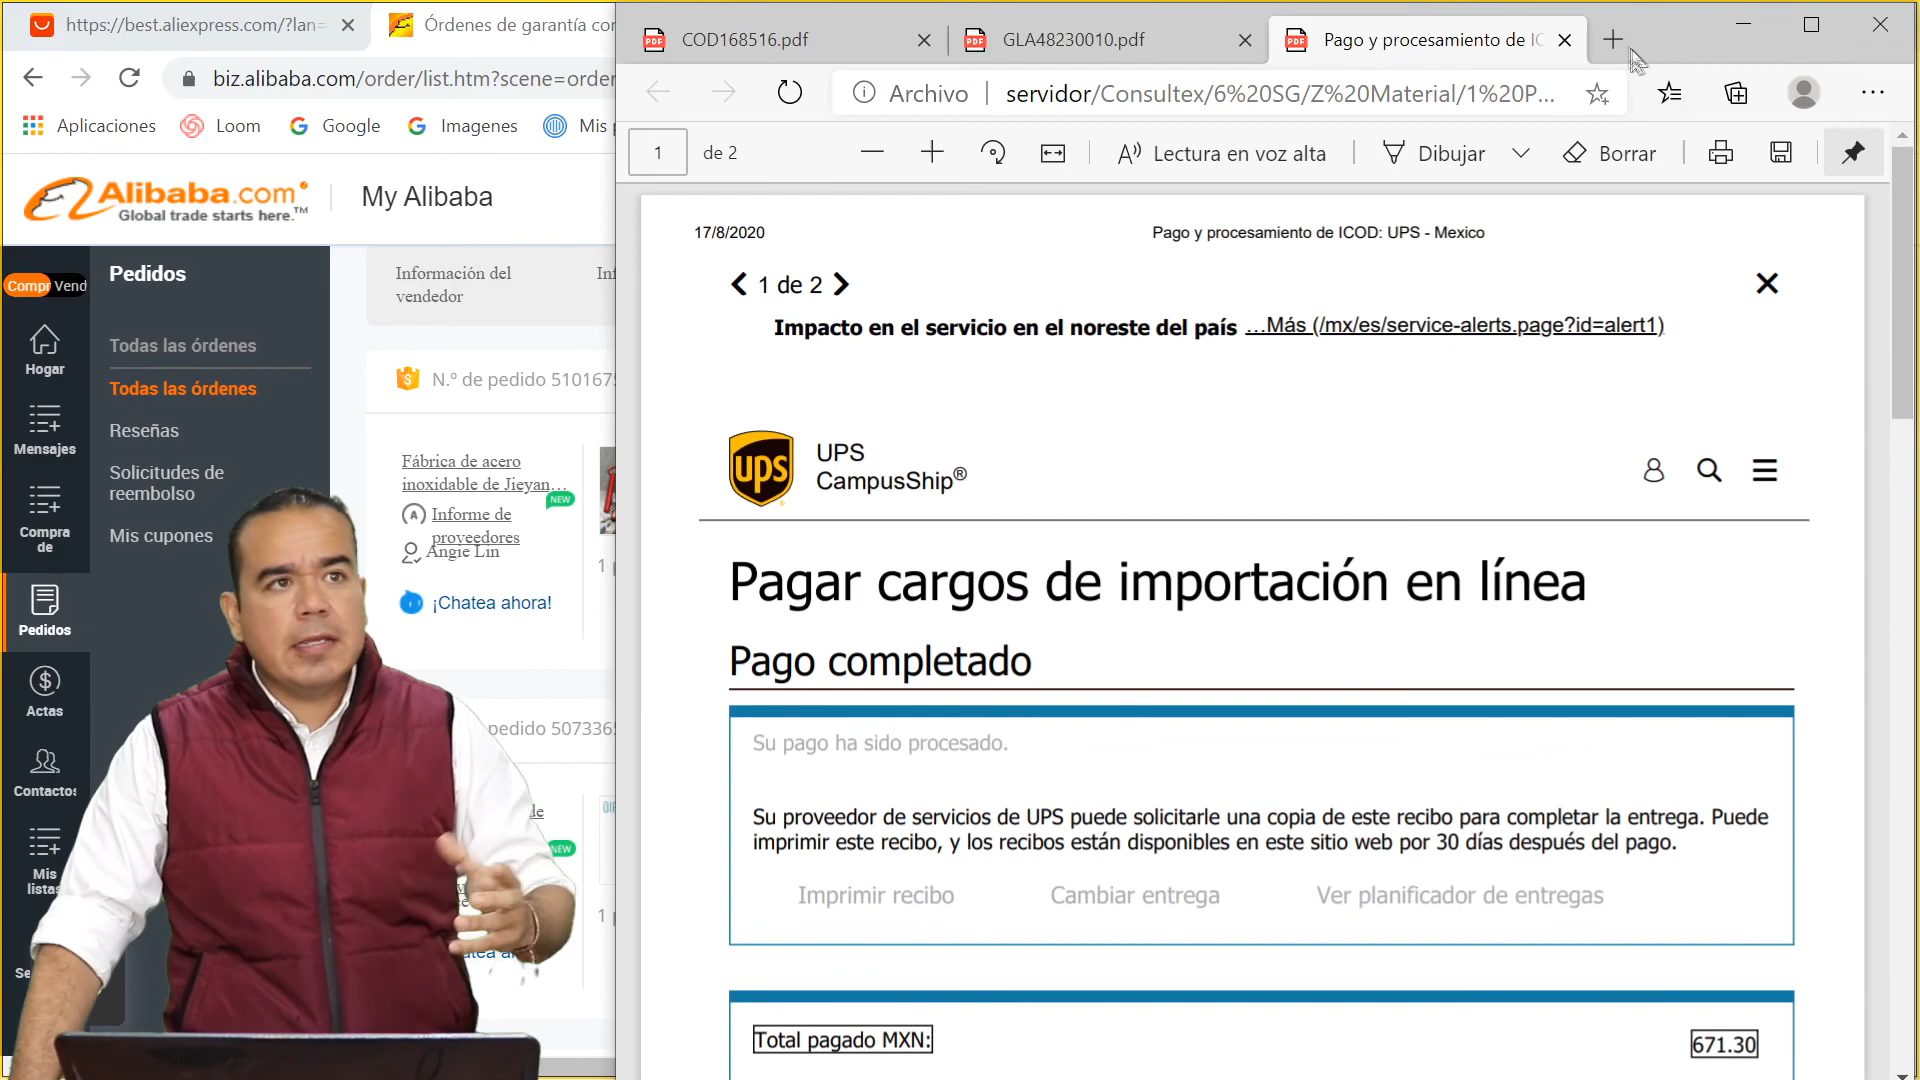 https://best.aliexpress.com/?lan=
Órdenes de garantía co
biz.alibaba.com/order/list.htm?scene=order
Aplicaciones
Loom
Google
Imagenes
Mis
Alibaba.com
Global trade starts here.™
My Alibaba
Compr
Vend
Hogar
Mensajes
Compra
de
Pedidos
Actas
Contactos
Mis
listas
Pedidos
Todas las órdenes
Todas las órdenes
Reseñas
Solicitudes de
reembolso
Mis cupones
Información del
vendedor
N.º de pedido 510167
Fábrica de acero
inoxidable de Jieyan...
NEW
Informe de
proveedores
Angie Lin
¡Chatea ahora!
pedido 507336
NEW
COD168516.pdf
GLA48230010.pdf
Pago y procesamiento de IC
Archivo
servidor/Consultex/6%20SG/Z%20Material/1%20P...
1
de 2
Lectura en voz alta
Dibujar
Borrar
17/8/2020
Pago y procesamiento de ICOD: UPS - Mexico
1 de 2
Impacto en el servicio en el noreste del país ...Más (/mx/es/service-alerts.page?id=alert1)
ups
UPS
CampusShip®
Pagar cargos de importación en línea
Pago completado
Su pago ha sido procesado.
Su proveedor de servicios de UPS puede solicitarle una copia de este recibo para completar la entrega. Puede
imprimir este recibo, y los recibos están disponibles en este sitio web por 30 días después del pago.
Imprimir recibo
Cambiar entrega
Ver planificador de entregas
Total pagado MXN:
671.30